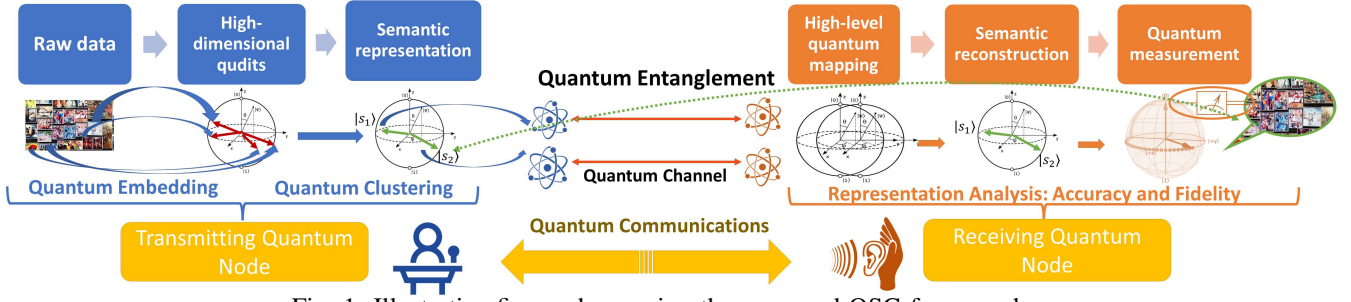 Raw data
High-
dimensional
qudits
Semantic
representation
High-level
quantum
mapping
Semantic
reconstruction
Quantum
measurement
Quantum Entanglement
|s₁⟩
|s₂⟩
|s₁⟩
|s₂⟩
Quantum Channel
Quantum Embedding
Quantum Clustering
Representation Analysis: Accuracy and Fidelity
Transmitting Quantum
Node
Quantum Communications
Receiving Quantum
Node